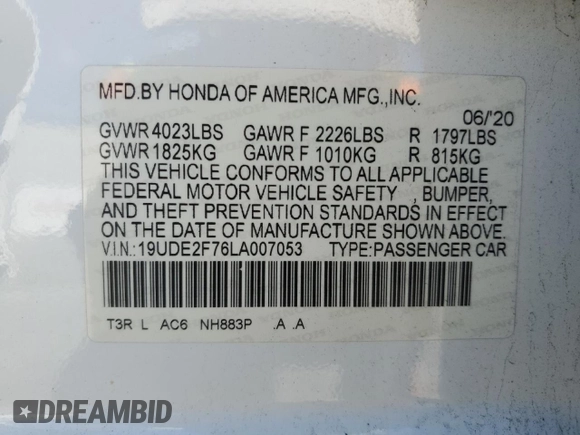 MFD.BY HONDA OF AMERICA MFG.,INC.
06/'20
GVWR 4023LBS GAWR F 2226LBS R 1797LBS
GVWR 1825KG GAWR F 1010KG R 815KG
THIS VEHICLE CONFORMS TO ALL APPLICABLE
FEDERAL MOTOR VEHICLE SAFETY , BUMPER,
AND THEFT PREVENTION STANDARDS IN EFFECT
ON THE DATE OF MANUFACTURE SHOWN ABOVE.
V.I.N.:19UDE2F76LA007053 TYPE:PASSENGER CAR
T3R L AC6 NH883P .A .A
DREAMBID